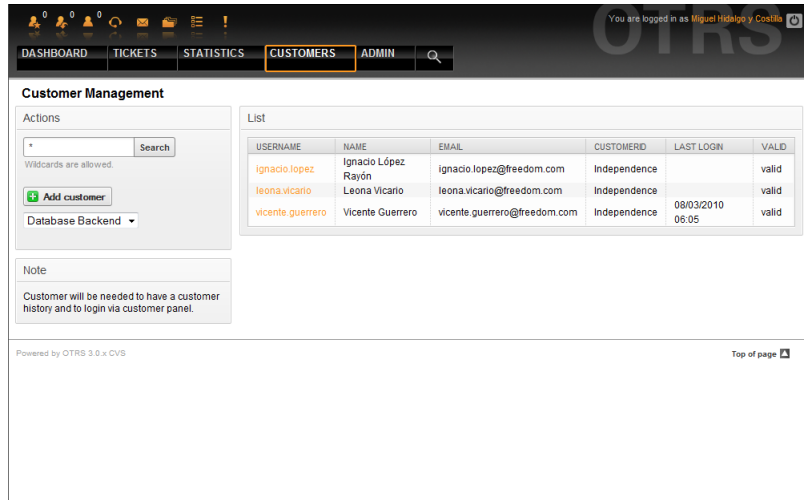 0 0 0
You are logged in as Miguel Hidalgo y Costilla
OTRS
DASHBOARD TICKETS STATISTICS CUSTOMERS ADMIN
Customer Management
Actions
*
Search
Wildcards are allowed.
Add customer
Database Backend
Note
Customer will be needed to have a customer
history and to login via customer panel.
List
USERNAME NAME EMAIL CUSTOMERID LAST LOGIN VALID
ignacio.lopez Ignacio López Rayón ignacio.lopez@freedom.com Independence valid
leona.vicario Leona Vicario leona.vicario@freedom.com Independence valid
vicente.guerrero Vicente Guerrero vicente.guerrero@freedom.com Independence 08/03/2010 06:05 valid
Powered by OTRS 3.0.x CVS
Top of page